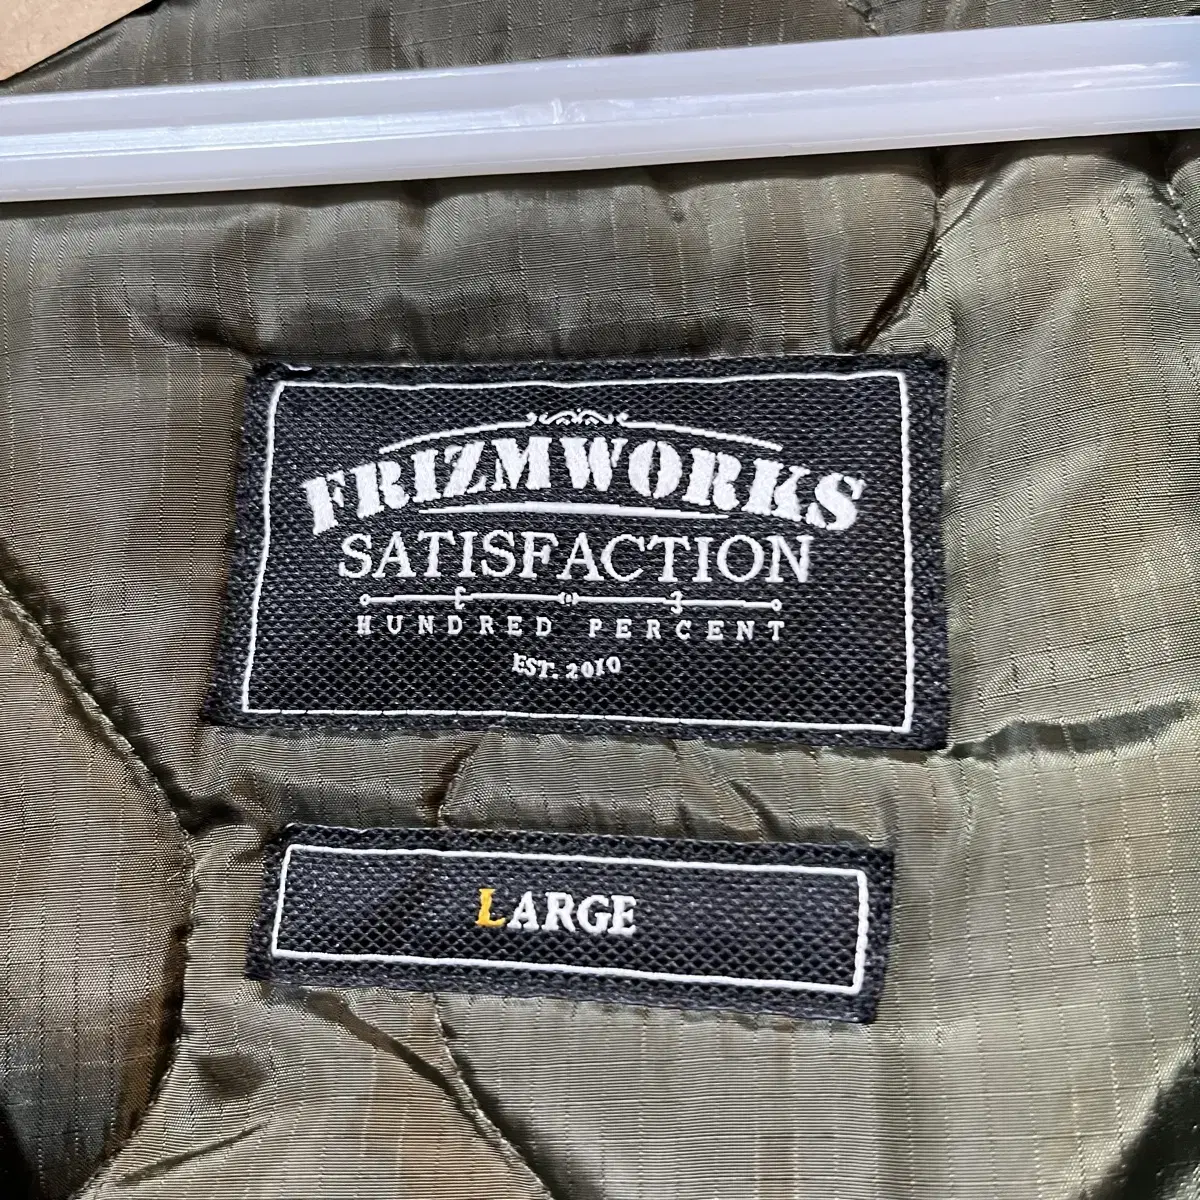 FRIZMWORKS
SATISFACTION
HUNDRED PERCENT
EST. 2010
LARGE